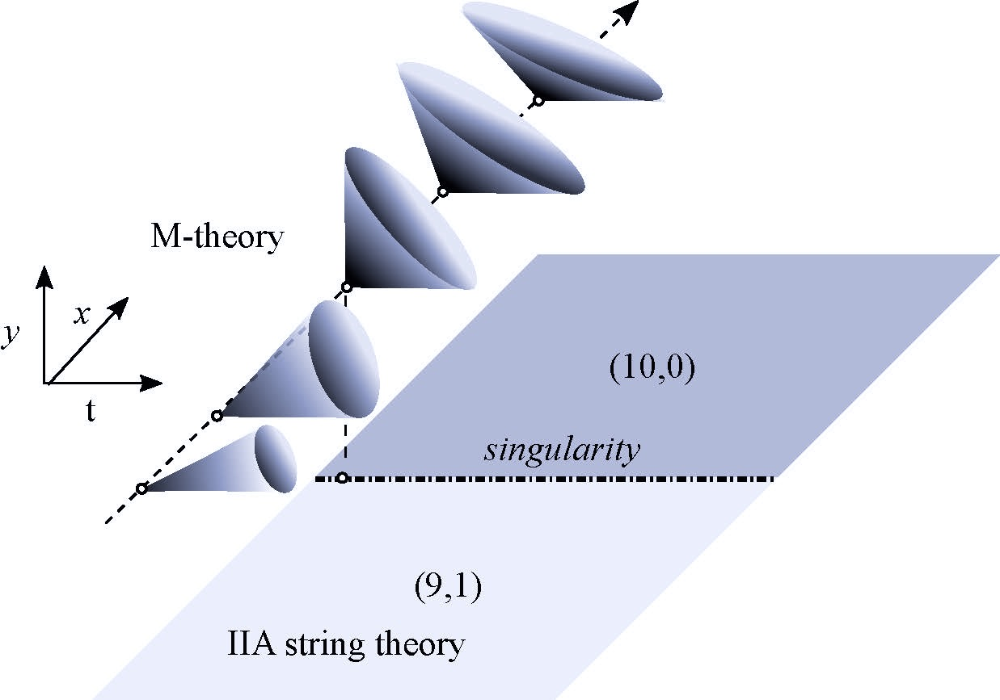 M-theory
x
y
t
(10,0)
singularity
(9,1)
IIA string theory